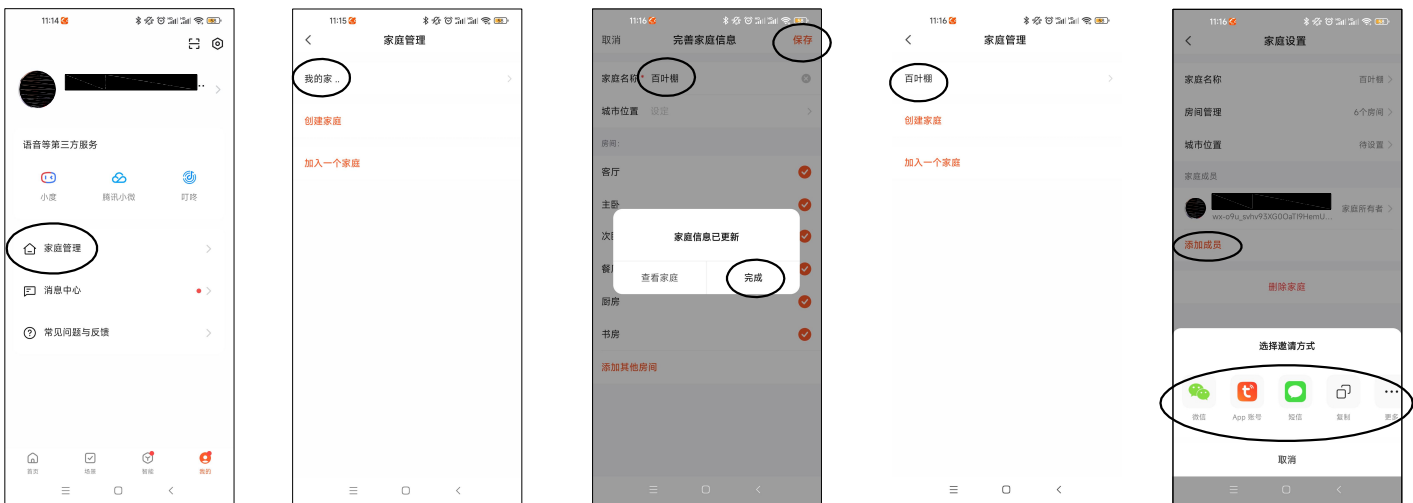 11:14
..
语音等第三方服务
小度
腾讯小微
叮咚
家庭管理
消息中心
常见问题与反馈
首页
场景
智能
我的
11:15
家庭管理
我的家 ..
创建家庭
加入一个家庭
11:16
取消
完善家庭信息
保存
家庭名称* 百叶棚
城市位置 设定
房间:
客厅
主卧
次
家庭信息已更新
餐
查看家庭
完成
厨房
书房
添加其他房间
11:16
家庭管理
百叶棚
创建家庭
加入一个家庭
11:16
家庭设置
家庭名称
百叶棚
房间管理
6个房间
城市位置
待设置
家庭成员
家庭所有者
添加成员
删除家庭
选择邀请方式
微信
App 账号
短信
复制
更多
取消